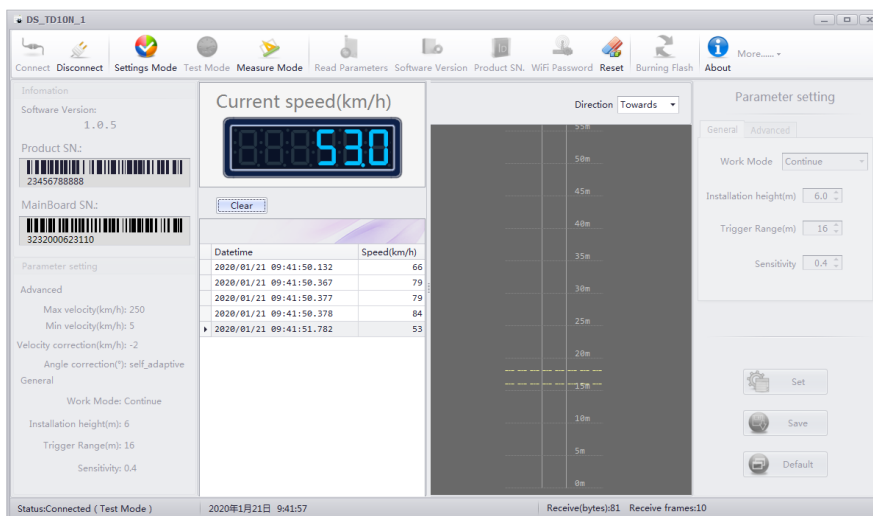 DS_TD10N_1
Connect Disconnect Settings Mode Test Mode Measure Mode Read Parameters Software Version Product SN. WiFi Password Reset Burning Flash About More......
Infomation
Software Version:
1.0.5
Product SN.:
23456788888
MainBoard SN.:
3232000623110
Parameter setting
Advanced
Max velocity(km/h): 250
Min velocity(km/h): 5
Velocity correction(km/h): -2
Angle correction(°): self_adaptive
General
Work Mode: Continue
Installation height(m): 6
Trigger Range(m): 16
Sensitivity: 0.4
Current speed(km/h)
53.0
Clear
Datetime Speed(km/h)
2020/01/21 09:41:50.132 66
2020/01/21 09:41:50.367 79
2020/01/21 09:41:50.377 79
2020/01/21 09:41:50.378 84
2020/01/21 09:41:51.782 53
Direction Towards
55m
50m
45m
40m
35m
30m
25m
20m
15m
10m
5m
0m
Parameter setting
General Advanced
Work Mode Continue
Installation height(m) 6.0
Trigger Range(m) 16
Sensitivity 0.4
Set
Save
Default
Status:Connected ( Test Mode ) 2020年1月21日 9:41:57 Receive(bytes):81 Receive frames:10